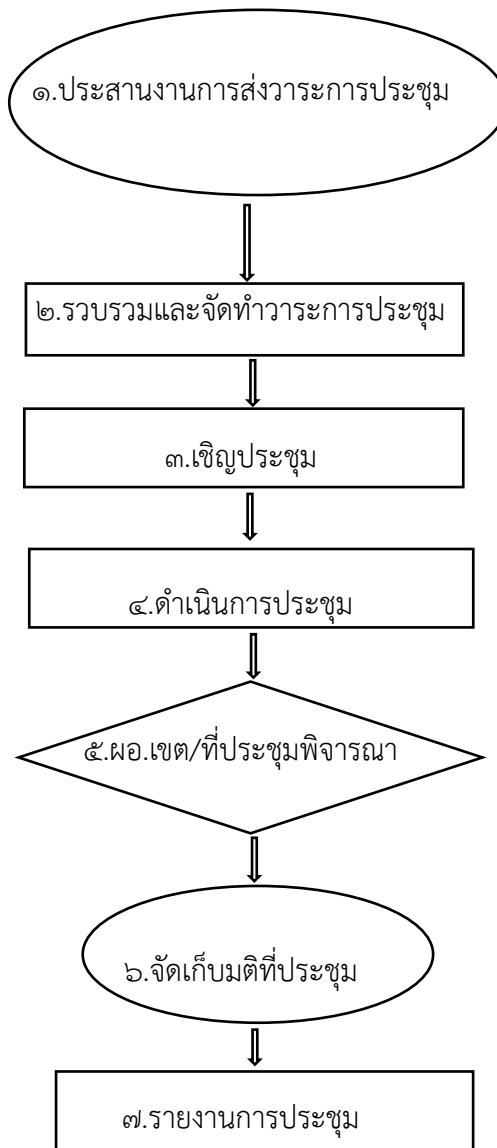 ๑.ประสานงานการส่งวาระการประชุม
๒.รวบรวมและจัดทำวาระการประชุม
๓.เชิญประชุม
๔.ดำเนินการประชุม
๕.ผอ.เขต/ที่ประชุมพิจารณา
๖.จัดเก็บมติที่ประชุม
๗.รายงานการประชุม